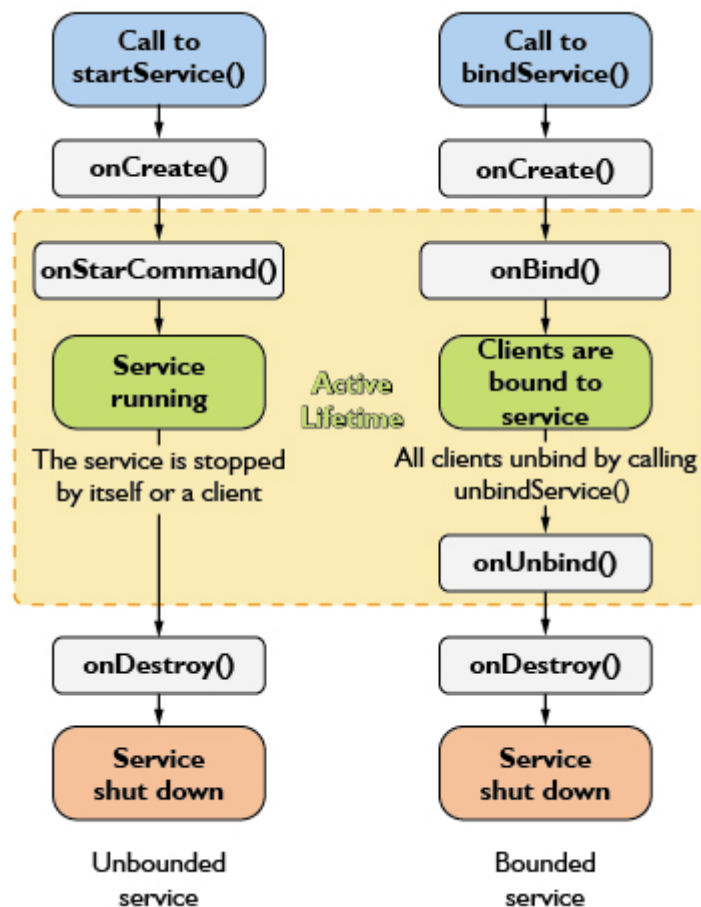 Call to
startService()
onCreate()
onStarCommand()
Service
running
The service is stopped
by itself or a client
onDestroy()
Service
shut down
Unbounded
service
Active
Lifetime
Call to
bindService()
onCreate()
onBind()
Clients are
bound to
service
All clients unbind by calling
unbindService()
onUnbind()
onDestroy()
Service
shut down
Bounded
service